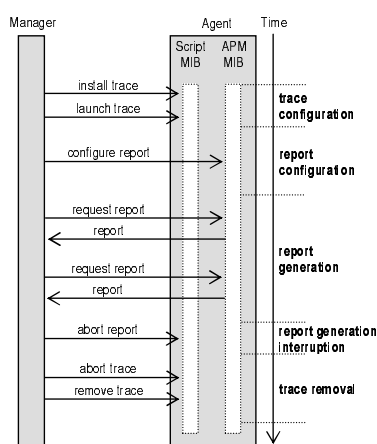 Manager
Agent
Time
Script
MIB
APM
MIB
install trace
launch trace
trace
configuration
configure report
report
configuration
request report
report
request report
report
report
generation
abort report
report generation
interruption
abort trace
remove trace
trace removal